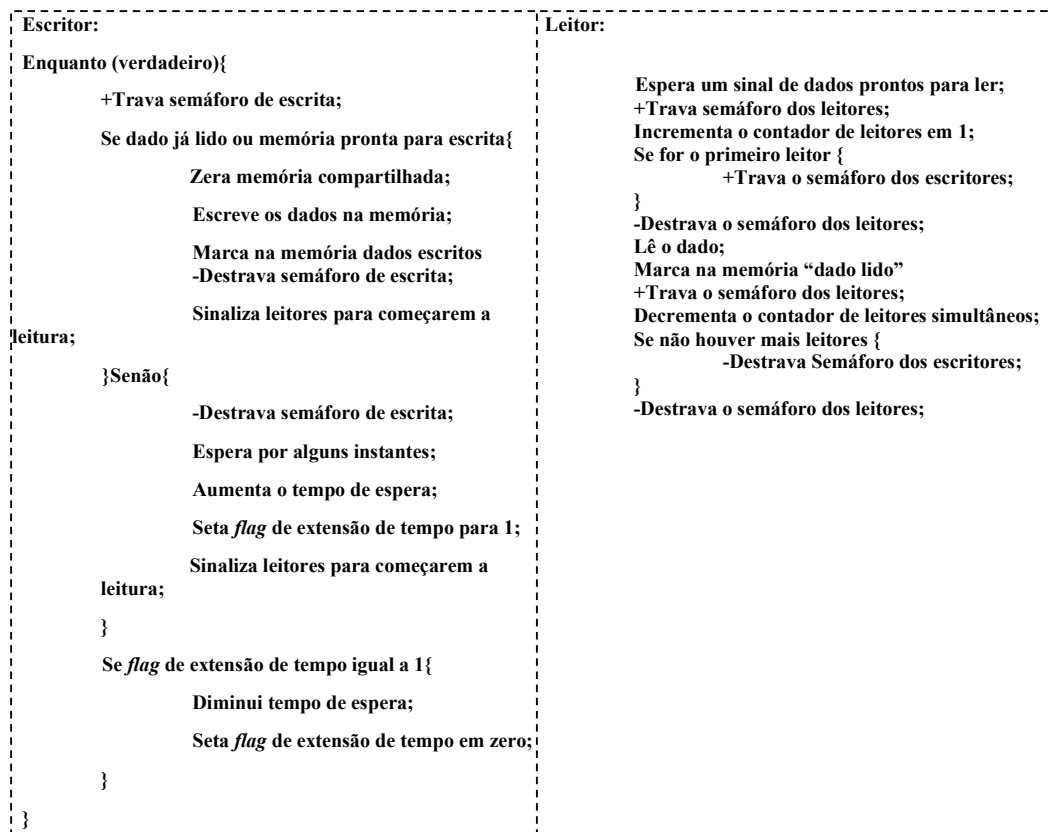 Escritor:
Enquanto (verdadeiro){
+Trava semáforo de escrita;
Se dado já lido ou memória pronta para escrita{
Zera memória compartilhada;
Escreve os dados na memória;
Marca na memória dados escritos
-Destrava semáforo de escrita;
Sinaliza leitores para começarem a
leitura;
}Senão{
-Destrava semáforo de escrita;
Espera por alguns instantes;
Aumenta o tempo de espera;
Seta flag de extensão de tempo para 1;
Sinaliza leitores para começarem a
leitura;
}
Se flag de extensão de tempo igual a 1{
Diminui tempo de espera;
Seta flag de extensão de tempo em zero;
}
}
Leitor:
Espera um sinal de dados prontos para ler;
+Trava semáforo dos leitores;
Incrementa o contador de leitores em 1;
Se for o primeiro leitor {
+Trava o semáforo dos escritores;
}
-Destrava o semáforo dos leitores;
Lê o dado;
Marca na memória “dado lido”
+Trava o semáforo dos leitores;
Decrementa o contador de leitores simultâneos;
Se não houver mais leitores {
-Destrava Semáforo dos escritores;
}
-Destrava o semáforo dos leitores;